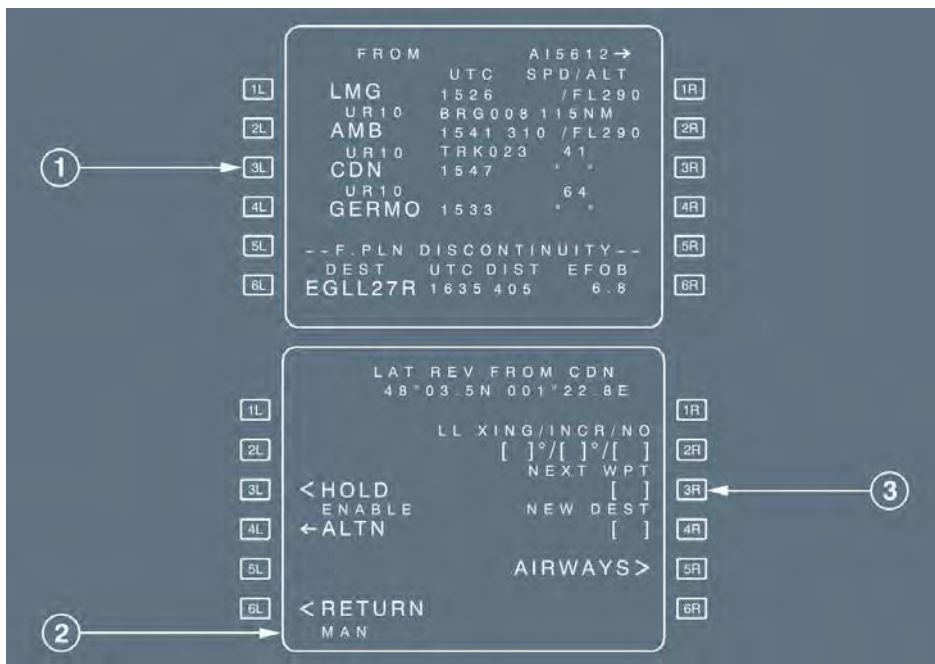 FROM AI5612→
UTC SPD/ALT
1L LMG 1526 /FL290 1R
UR10 BRG008 115NM
2L AMB 1541 310 /FL290 2R
UR10 TRK023 41
1 3L CDN 1547 " " 3R
UR10 64
4L GERMO 1533 " " 4R
5L --F.PLN DISCONTINUITY-- 5R
DEST UTC DIST EFOB
6L EGLL27R 1635 405 6.8 6R
LAT REV FROM CDN
48°03.5N 001°22.8E
1L 1R
LL XING/INCR/NO
2L [ ]°/[ ]°/[ ] 2R
NEXT WPT
3L <HOLD [ ] 3R 3
ENABLE NEW DEST
4L ←ALTN [ ] 4R
5L AIRWAYS> 5R
6L <RETURN 6R
2 MAN